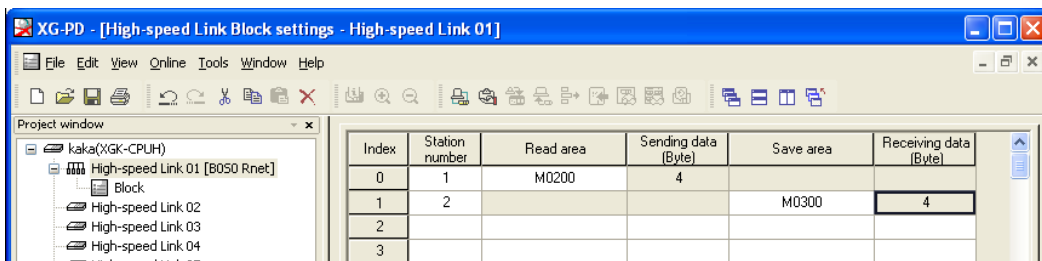 XG-PD - [High-speed Link Block settings - High-speed Link 01]
File Edit View Online Tools Window Help
Project window
kaka(XGK-CPUH)
High-speed Link 01 [B0S0 Rnet]
Block
High-speed Link 02
High-speed Link 03
High-speed Link 04
Index Station number Read area Sending data (Byte) Save area Receiving data (Byte)
0 1 M0200 4
1 2 M0300 4
2
3